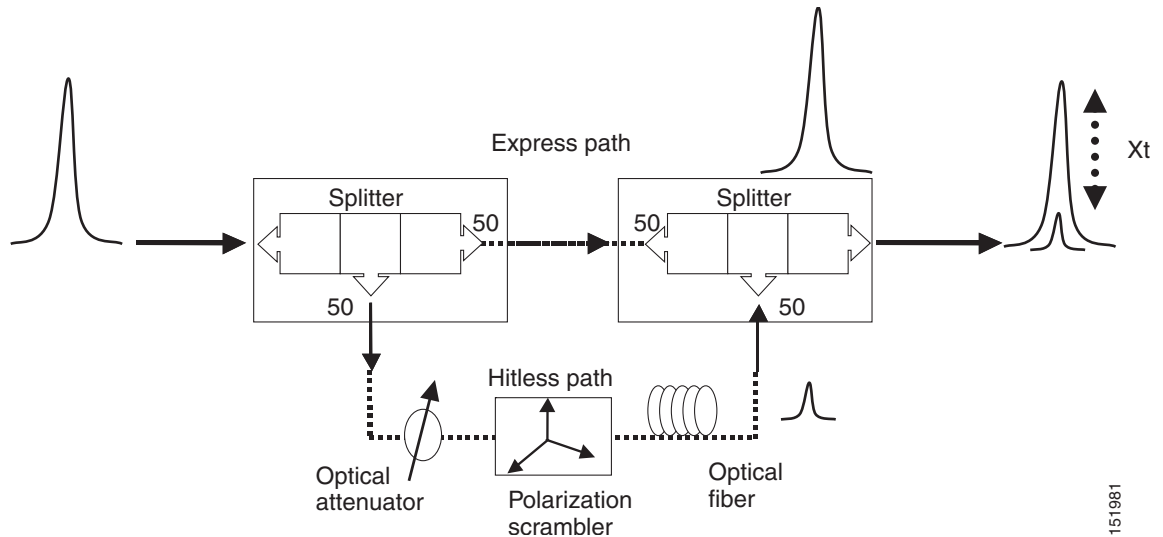 Express path
Xt
Splitter
Splitter
50
50
50
50
Hitless path
Optical
attenuator
Polarization
scrambler
Optical
fiber
151981